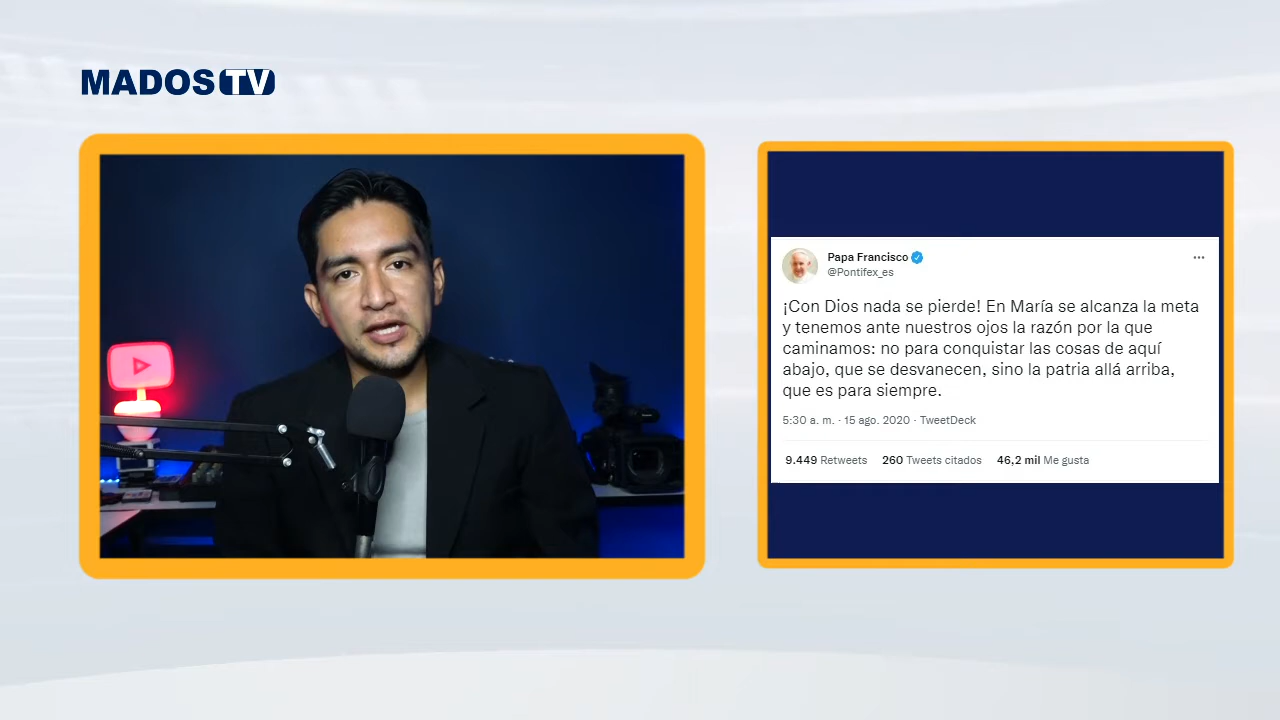 MADOS TV
Papa Francisco
@Pontifex_es
¡Con Dios nada se pierde! En María se alcanza la meta
y tenemos ante nuestros ojos la razón por la que
caminamos: no para conquistar las cosas de aquí
abajo, que se desvanecen, sino la patria allá arriba,
que es para siempre.
5:30 a. m. · 15 ago. 2020 · TweetDeck
9.449 Retweets 260 Tweets citados 46,2 mil Me gusta